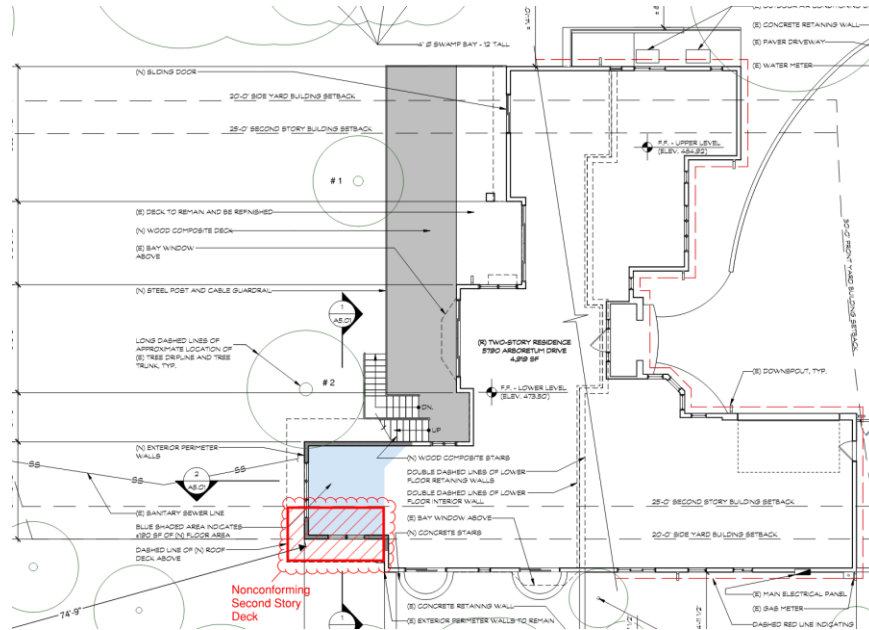 4" Ø SWAMP BAY - 12 TALL
(E) CONCRETE RETAINING WALL
(E) PAVER DRIVEWAY
(E) WATER METER
(N) SLIDING DOOR
20'-0" SIDE YARD BUILDING SETBACK
25'-0" SECOND STORY BUILDING SETBACK
F.F. - UPPER LEVEL
(ELEV. 484.92)
# 1
(E) DECK TO REMAIN AND BE REFINISHED
(N) WOOD COMPOSITE DECK
(E) BAY WINDOW
ABOVE
30'-0" FRONT YARD BUILDING SETBACK
(N) STEEL POST AND CABLE GUARDRAIL
1
A5.01
LONG DASHED LINES OF
APPROXIMATE LOCATION OF
(E) TREE DRIPLINE AND TREE
TRUNK, TYP.
(R) TWO-STORY RESIDENCE
5790 ARBORETUM DRIVE
4,919 SF
(E) DOWNSPOUT, TYP.
# 2
F.F. - LOWER LEVEL
(ELEV. 473.50')
DN.
UP
(N) EXTERIOR PERIMETER
WALLS
(N) WOOD COMPOSITE STAIRS
SS
SS
SS
2
A5.01
DOUBLE DASHED LINES OF LOWER
FLOOR RETAINING WALLS
DOUBLE DASHED LINES OF LOWER
FLOOR INTERIOR WALL
25'-0" SECOND STORY BUILDING SETBACK
(E) SANITARY SEWER LINE
(E) BAY WINDOW ABOVE
BLUE SHADED AREA INDICATES
±190 SF OF (N) FLOOR AREA
(N) CONCRETE STAIRS
20'-0" SIDE YARD BUILDING SETBACK
DASHED LINE OF (N) ROOF
DECK ABOVE
Nonconforming
Second Story
Deck
74'-9"
1
(E) CONCRETE RETAINING WALL
(E) EXTERIOR PERIMETER WALLS TO REMAIN
(E) MAIN ELECTRICAL PANEL
(E) GAS METER
DASHED RED LINE INDICATING